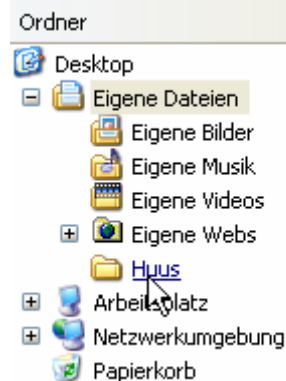 Ordner
Desktop
Eigene Dateien
Eigene Bilder
Eigene Musik
Eigene Videos
Eigene Webs
Huus
Arbeitsplatz
Netzwerkumgebung
Papierkorb